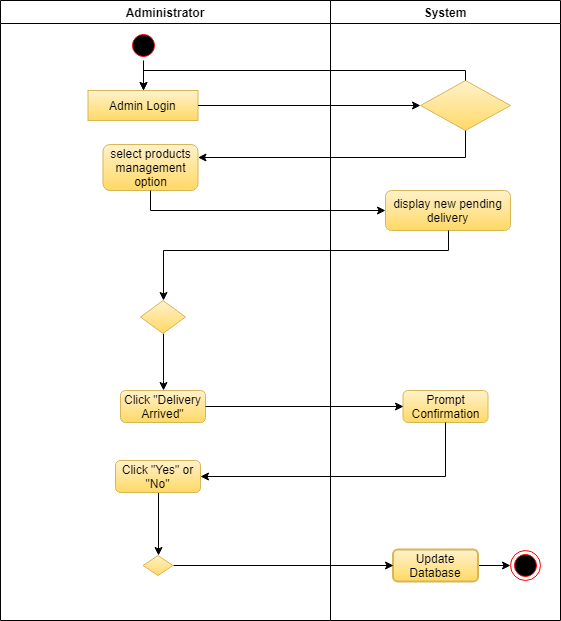 Administrator
System
Admin Login
select products
management
option
display new pending
delivery
Click "Delivery
Arrived"
Prompt
Confirmation
Click "Yes" or
"No"
Update
Database